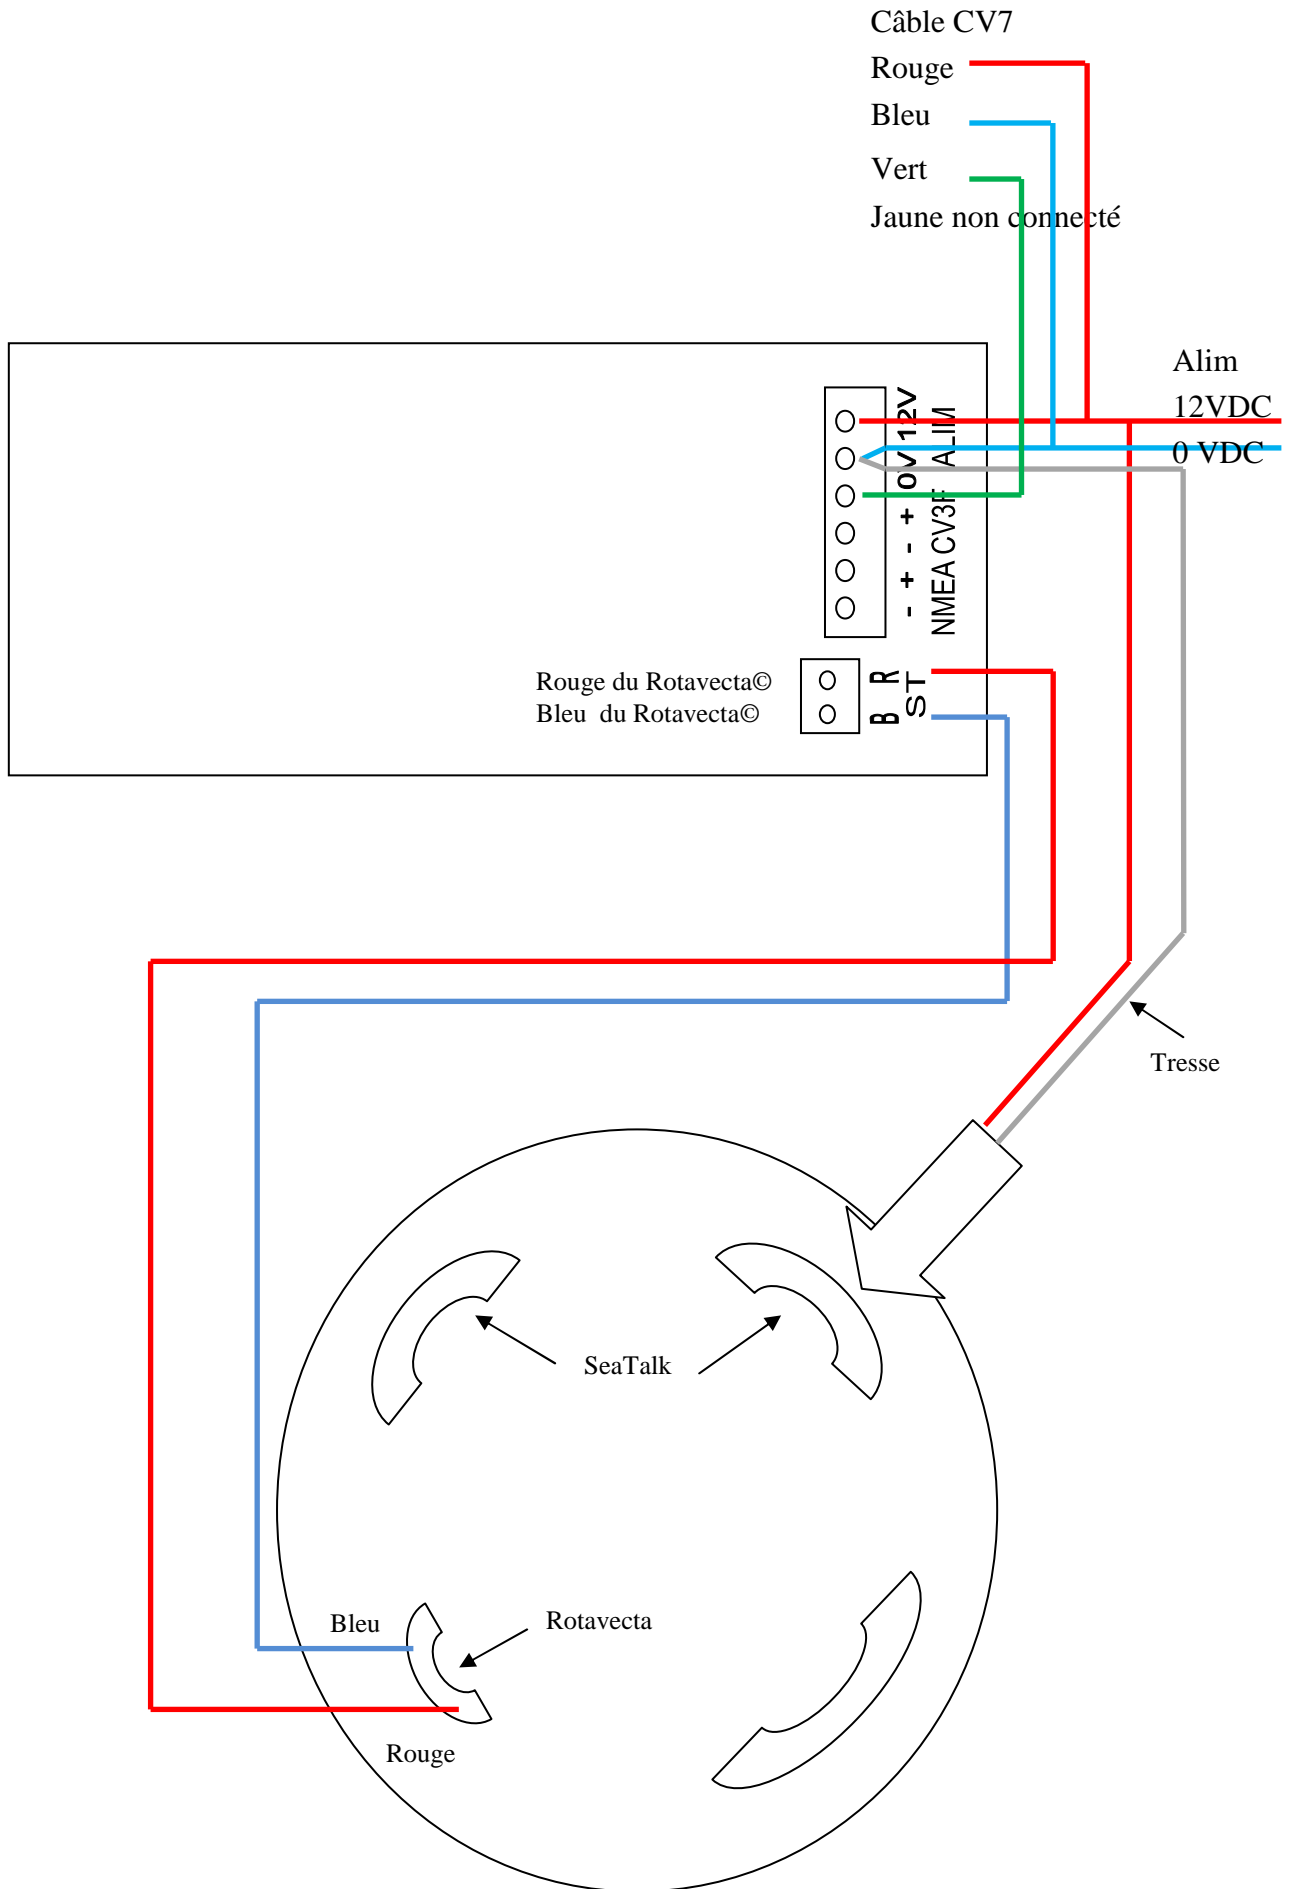 Câble CV7
Rouge
Bleu
Vert
Jaune non connecté
Alim
12VDC
0 VDC
- + - + 0V 12V
NMEA CV3F ALIM
Rouge du Rotavecta©
Bleu du Rotavecta©
B R
ST
Tresse
SeaTalk
Bleu
Rotavecta
Rouge